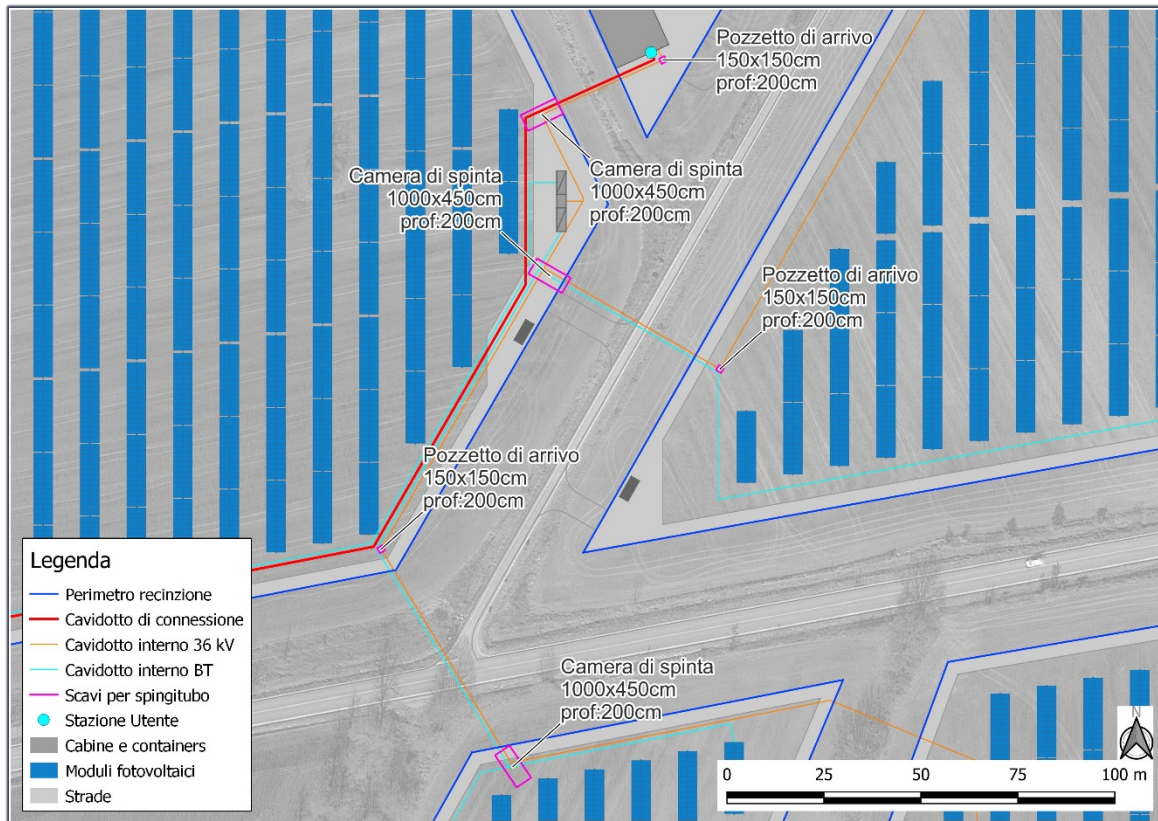 Pozzetto di arrivo
150x150cm
prof:200cm
Camera di spinta
1000x450cm
prof:200cm
Camera di spinta
1000x450cm
prof:200cm
Pozzetto di arrivo
150x150cm
prof:200cm
Pozzetto di arrivo
150x150cm
prof:200cm
Camera di spinta
1000x450cm
prof:200cm
Legenda
Perimetro recinzione
Cavidotto di connessione
Cavidotto interno 36 kV
Cavidotto interno BT
Scavi per spingitubo
Stazione Utente
Cabine e containers
Moduli fotovoltaici
Strade
N
0 25 50 75 100 m